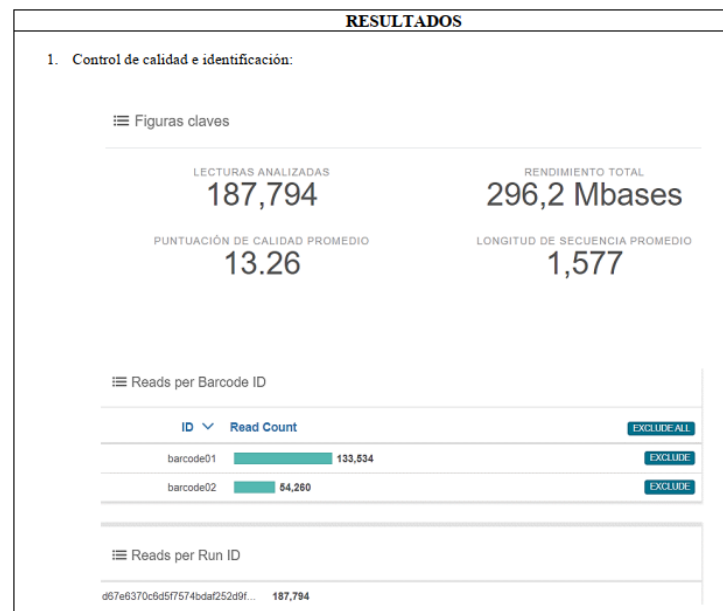 RESULTADOS
1. Control de calidad e identificación:
Figuras claves
LECTURAS ANALIZADAS
187,794
RENDIMIENTO TOTAL
296,2 Mbases
PUNTUACIÓN DE CALIDAD PROMEDIO
13.26
LONGITUD DE SECUENCIA PROMEDIO
1,577
Reads per Barcode ID
ID Read Count EXCLUDE ALL
barcode01 133,534 EXCLUDE
barcode02 54,260 EXCLUDE
Reads per Run ID
d67e6370c6d5f7574bdaf252d9f... 187,794